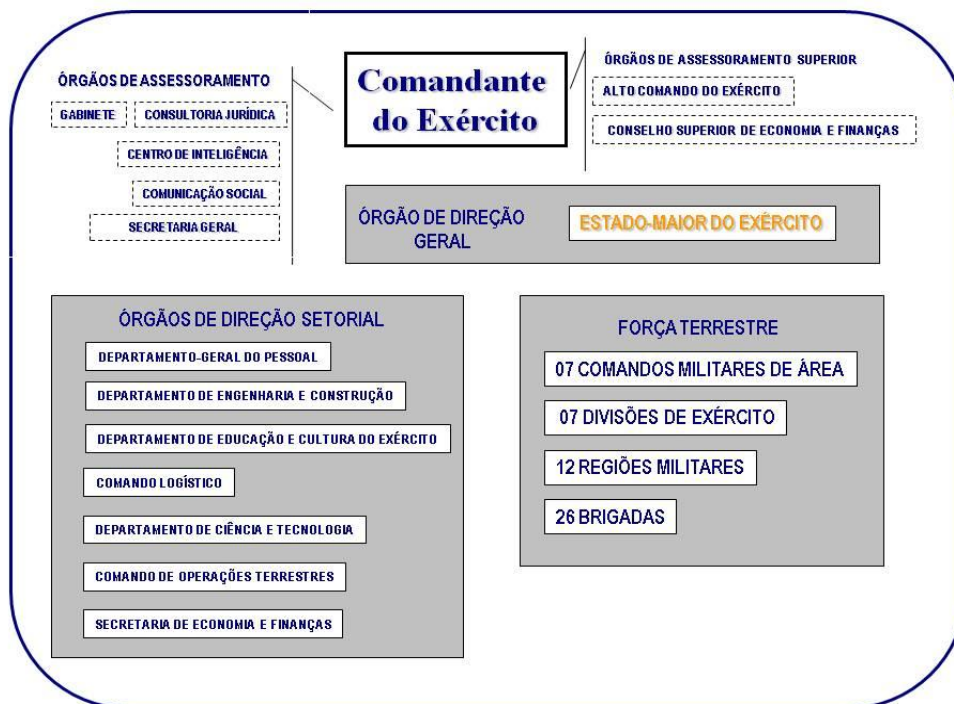 ÓRGÃOS DE ASSESSORAMENTO
GABINETE
CONSULTORIA JURÍDICA
CENTRO DE INTELIGÊNCIA
COMUNICAÇÃO SOCIAL
SECRETARIA GERAL
Comandante
do Exército
ÓRGÃOS DE ASSESSORAMENTO SUPERIOR
ALTO COMANDO DO EXÉRCITO
CONSELHO SUPERIOR DE ECONOMIA E FINANÇAS
ÓRGÃO DE DIREÇÃO
GERAL
ESTADO-MAIOR DO EXÉRCITO
ÓRGÃOS DE DIREÇÃO SETORIAL
DEPARTAMENTO-GERAL DO PESSOAL
DEPARTAMENTO DE ENGENHARIA E CONSTRUÇÃO
DEPARTAMENTO DE EDUCAÇÃO E CULTURA DO EXÉRCITO
COMANDO LOGÍSTICO
DEPARTAMENTO DE CIÊNCIA E TECNOLOGIA
COMANDO DE OPERAÇÕES TERRESTRES
SECRETARIA DE ECONOMIA E FINANÇAS
FORÇA TERRESTRE
07 COMANDOS MILITARES DE ÁREA
07 DIVISÕES DE EXÉRCITO
12 REGIÕES MILITARES
26 BRIGADAS